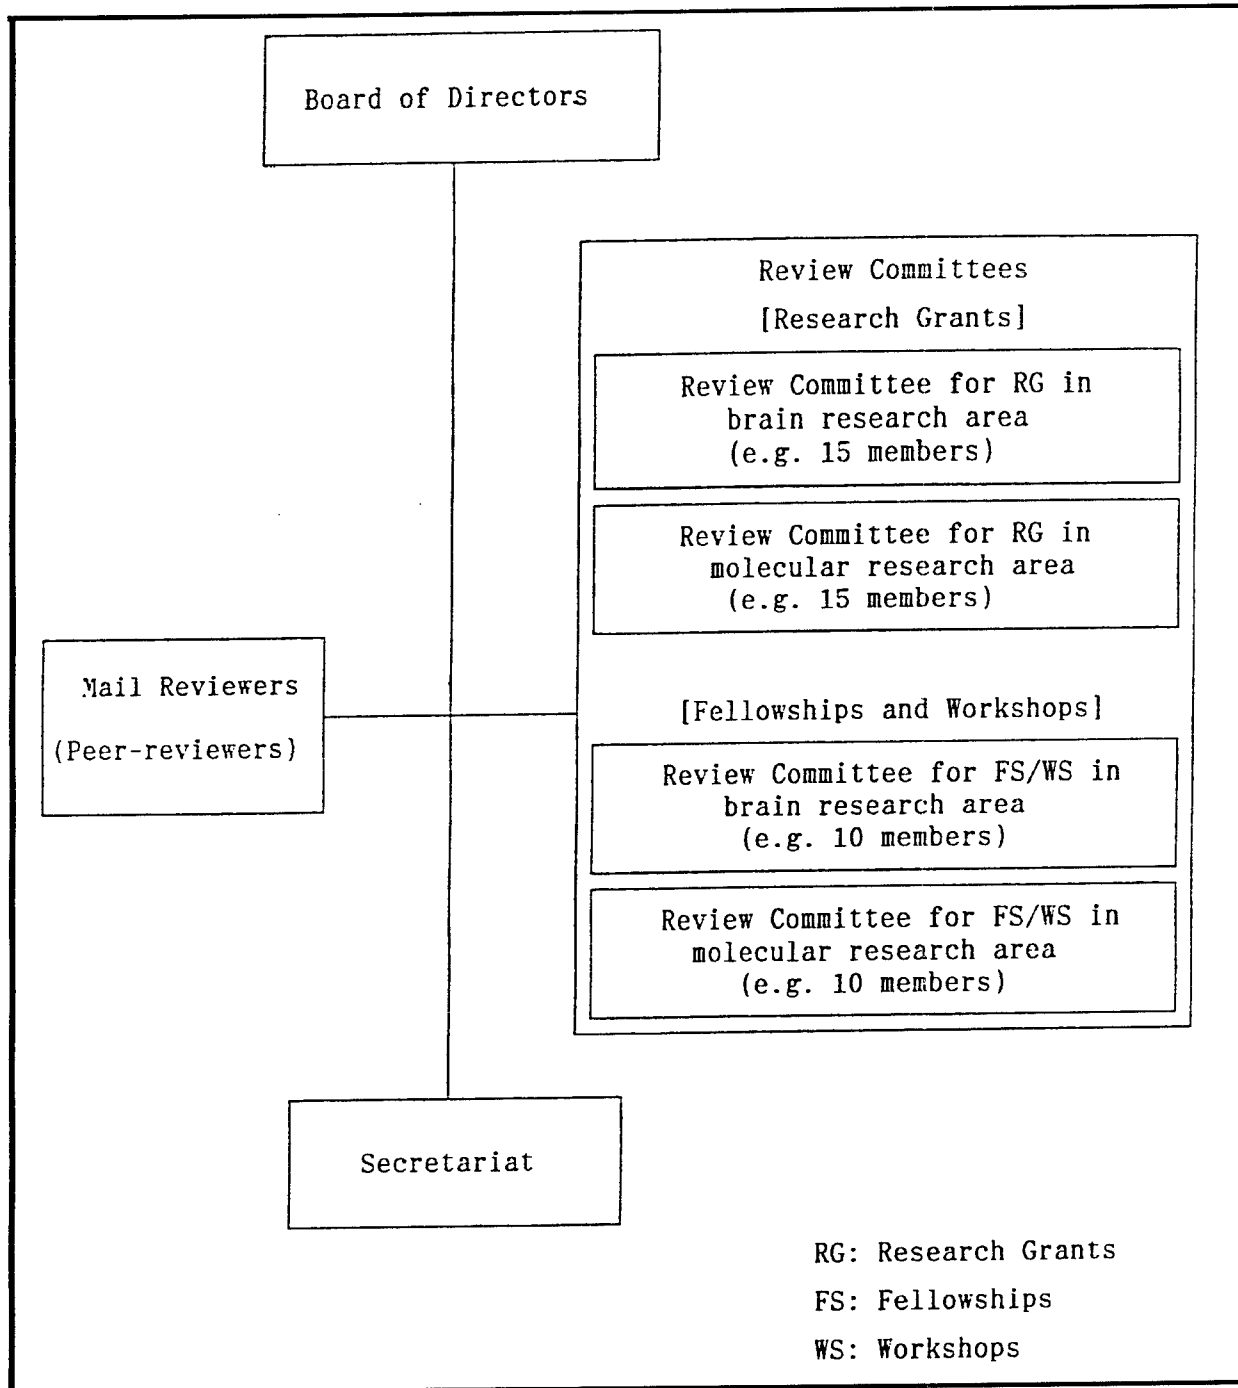 Board of Directors
Review Committees
[Research Grants]
Review Committee for RG in
brain research area
(e.g. 15 members)
Review Committee for RG in
molecular research area
(e.g. 15 members)
Mail Reviewers
(Peer-reviewers)
[Fellowships and Workshops]
Review Committee for FS/WS in
brain research area
(e.g. 10 members)
Review Committee for FS/WS in
molecular research area
(e.g. 10 members)
Secretariat
RG: Research Grants
FS: Fellowships
WS: Workshops